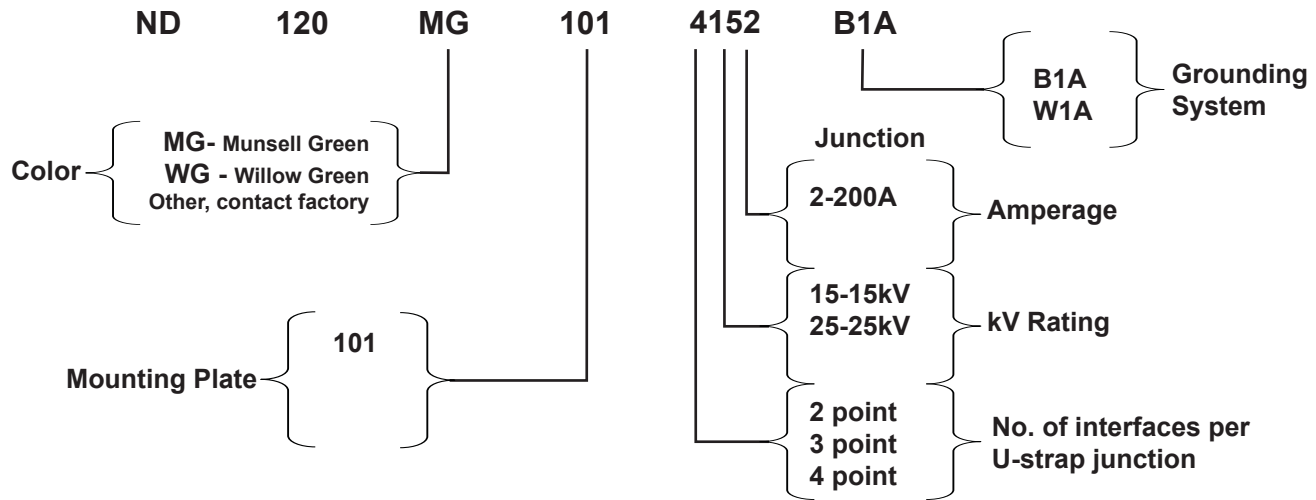 ND 120 MG 101 4152 B1A
B1A
W1A
Grounding
System
MG- Munsell Green
WG - Willow Green
Other, contact factory
Color
Junction
2-200A
Amperage
15-15kV
25-25kV
kV Rating
101
Mounting Plate
2 point
3 point
4 point
No. of interfaces per
U-strap junction